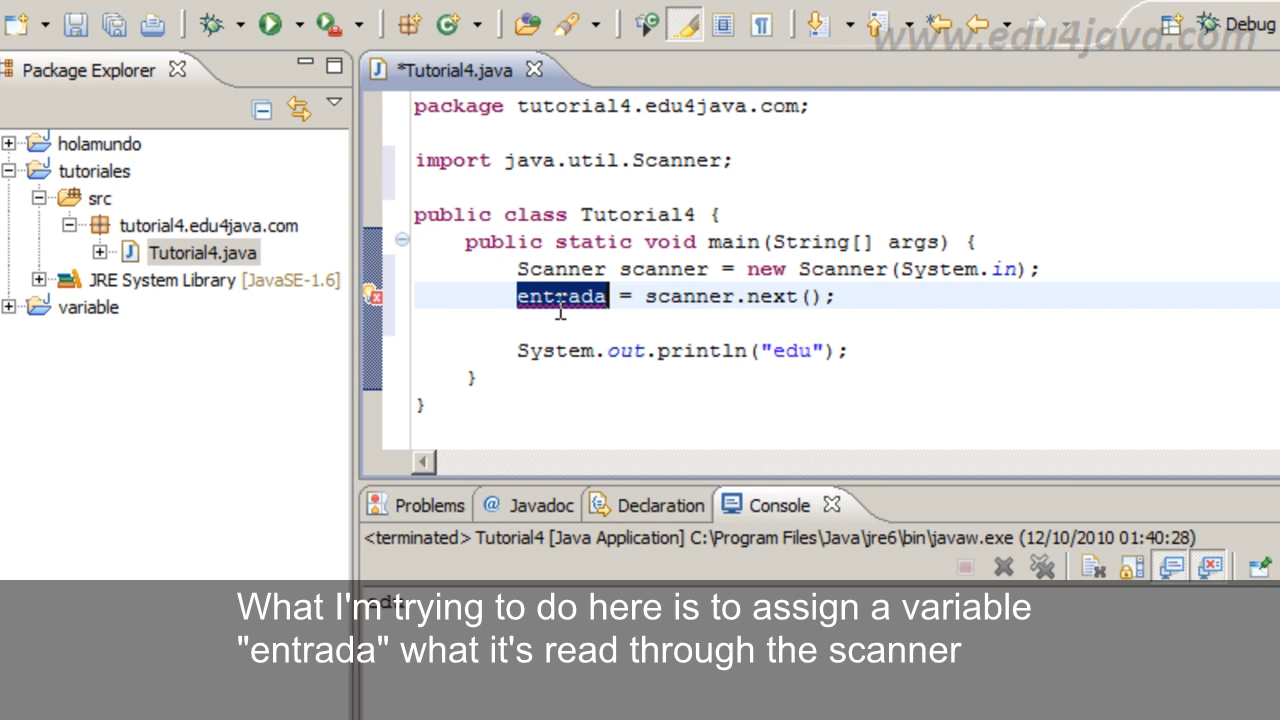 Debug
www.edu4java.com
Package Explorer
*Tutorial4.java
holamundo
tutoriales
src
tutorial4.edu4java.com
Tutorial4.java
JRE System Library [JavaSE-1.6]
variable
package tutorial4.edu4java.com;
import java.util.Scanner;
public class Tutorial4 {
public static void main(String[] args) {
Scanner scanner = new Scanner(System.in);
entrada = scanner.next();
System.out.println("edu");
}
}
Problems
@ Javadoc
Declaration
Console
<terminated> Tutorial4 [Java Application] C:\Program Files\Java\jre6\bin\javaw.exe (12/10/2010 01:40:28)
edu
What I'm trying to do here is to assign a variable
"entrada" what it's read through the scanner